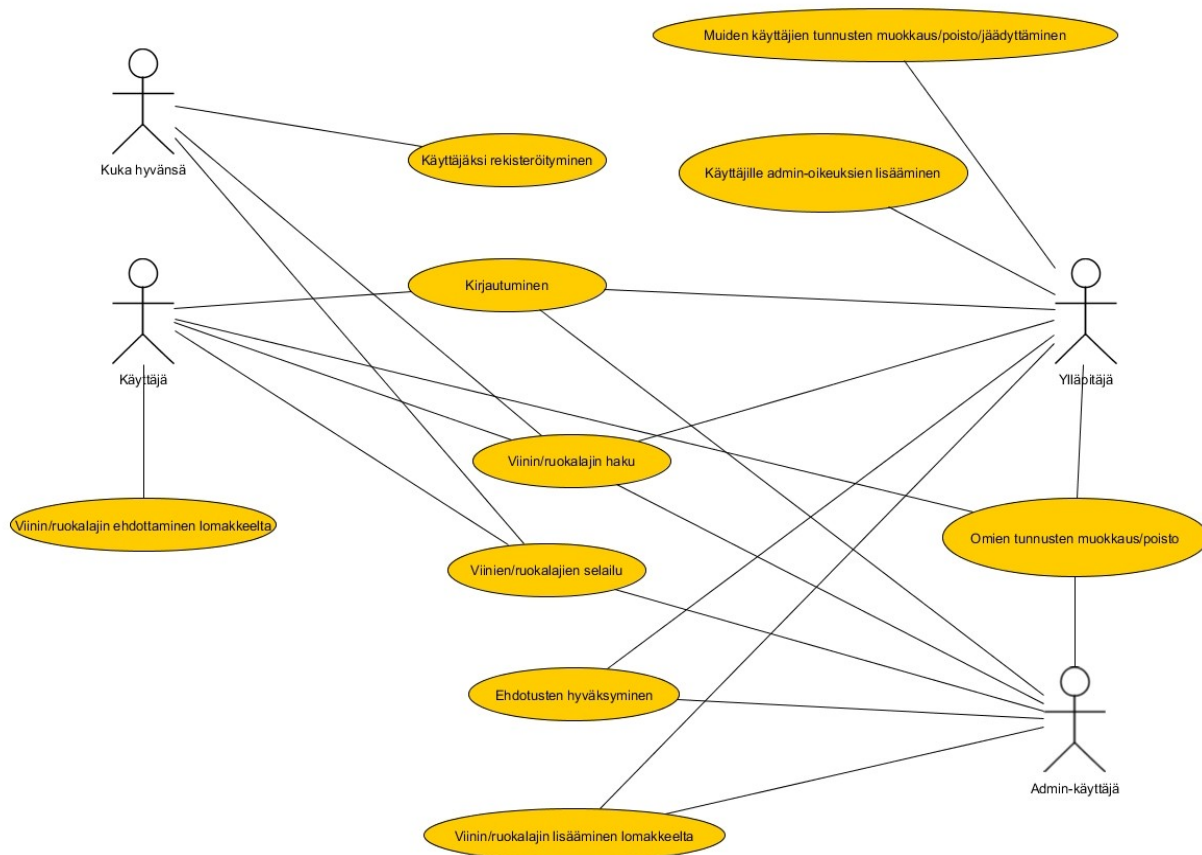 Muiden käyttäjien tunnusten muokkaus/poisto/jäädyttäminen
Kuka hyvänsä
Käyttäjäksi rekisteröityminen
Käyttäjille admin-oikeuksien lisääminen
Kirjautuminen
Käyttäjä
Ylläpitäjä
Viinin/ruokalajin haku
Viinin/ruokalajin ehdottaminen lomakkeelta
Omien tunnusten muokkaus/poisto
Viinien/ruokalajien selailu
Ehdotusten hyväksyminen
Admin-käyttäjä
Viinin/ruokalajin lisääminen lomakkeelta